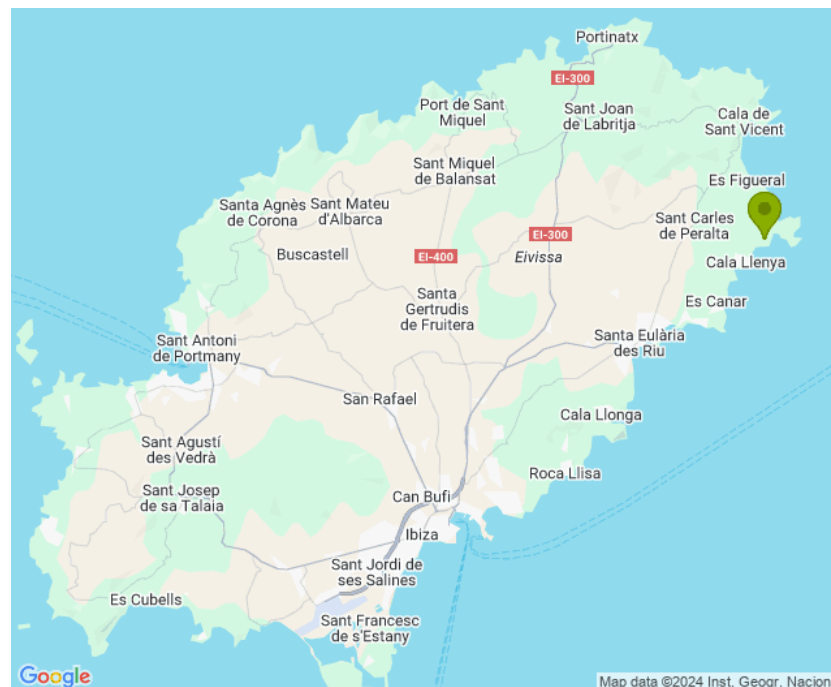 Portinatx
EI-300
Port de Sant
Miquel
Sant Joan
de Labritja
Cala de
Sant Vicent
Sant Miquel
de Balansat
Es Figueral
Santa Agnès
de Corona
Sant Mateu
d'Albarca
Sant Carles
de Peralta
EI-300
Buscastell
EI-400
Eivissa
Cala Llenya
Santa
Gertrudis
de Fruitera
Es Canar
Sant Antoni
de Portmany
Santa Eulària
des Riu
San Rafael
Cala Llonga
Sant Agustí
des Vedrà
Roca Llisa
Sant Josep
de sa Talaia
Can Bufi
Ibiza
Sant Jordi de
ses Salines
Es Cubells
Sant Francesc
de s'Estany
Google
Map data ©2024 Inst. Geogr. Nacion